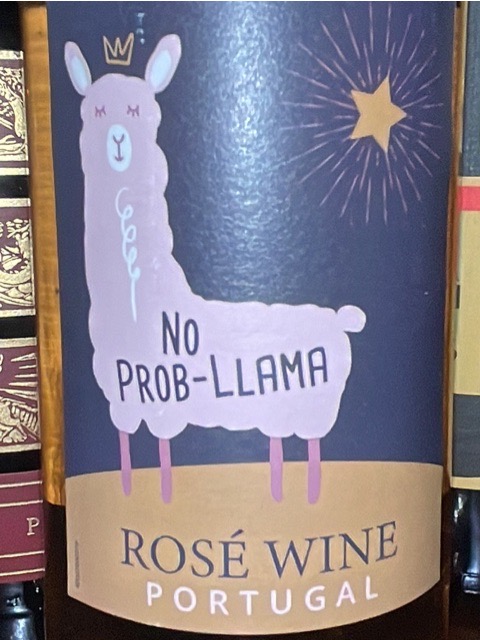 NO
PROB-LLAMA
ROSÉ WINE
PORTUGAL
P